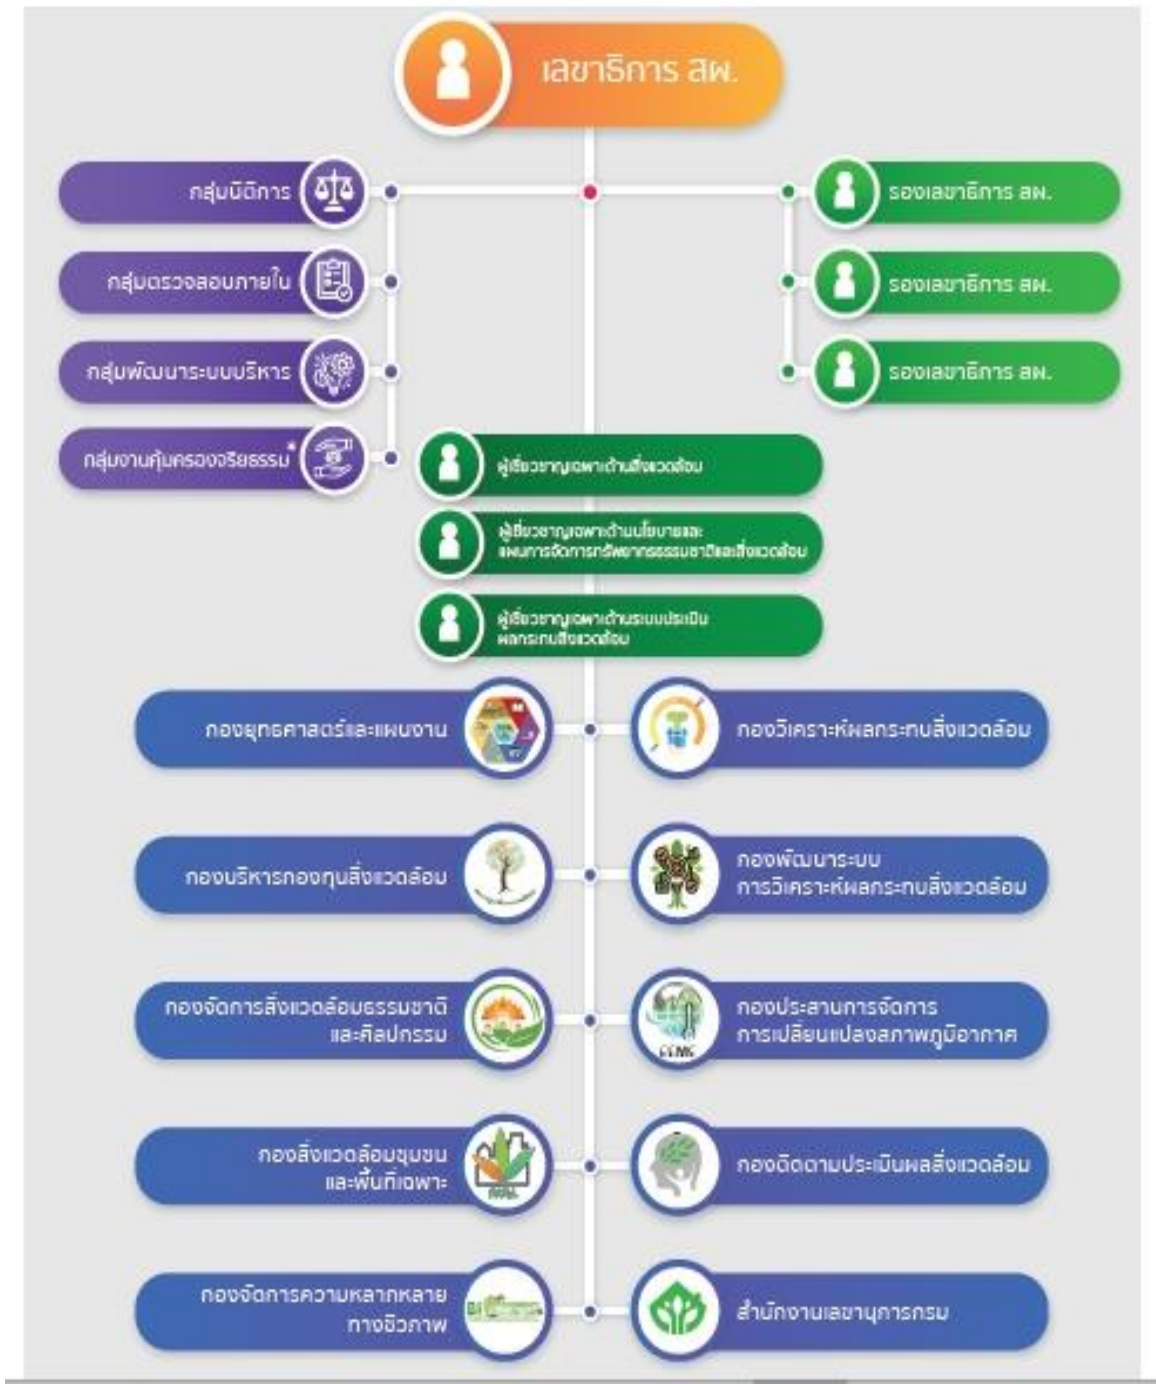 เลขาธิการ สผ.
กลุ่มนิติการ
รองเลขาธิการ สผ.
กลุ่มตรวจสอบภายใน
รองเลขาธิการ สผ.
กลุ่มพัฒนาระบบบริหาร
รองเลขาธิการ สผ.
กลุ่มงานคุ้มครองจริยธรรม*
ผู้เชี่ยวชาญเฉพาะด้านสิ่งแวดล้อม
ผู้เชี่ยวชาญเฉพาะด้านนโยบายและ
แผนการจัดการทรัพยากรธรรมชาติและสิ่งแวดล้อม
ผู้เชี่ยวชาญเฉพาะด้านระบบประเมิน
ผลกระทบสิ่งแวดล้อม
กองยุทธศาสตร์และแผนงาน
กองวิเคราะห์ผลกระทบสิ่งแวดล้อม
กองบริหารกองทุนสิ่งแวดล้อม
กองพัฒนาระบบ
การวิเคราะห์ผลกระทบสิ่งแวดล้อม
กองจัดการสิ่งแวดล้อมธรรมชาติ
และศิลปกรรม
กองประสานการจัดการ
การเปลี่ยนแปลงสภาพภูมิอากาศ
กองสิ่งแวดล้อมชุมชน
และพื้นที่เฉพาะ
กองติดตามประเมินผลสิ่งแวดล้อม
กองจัดการความหลากหลาย
ทางชีวภาพ
สำนักงานเลขานุการกรม